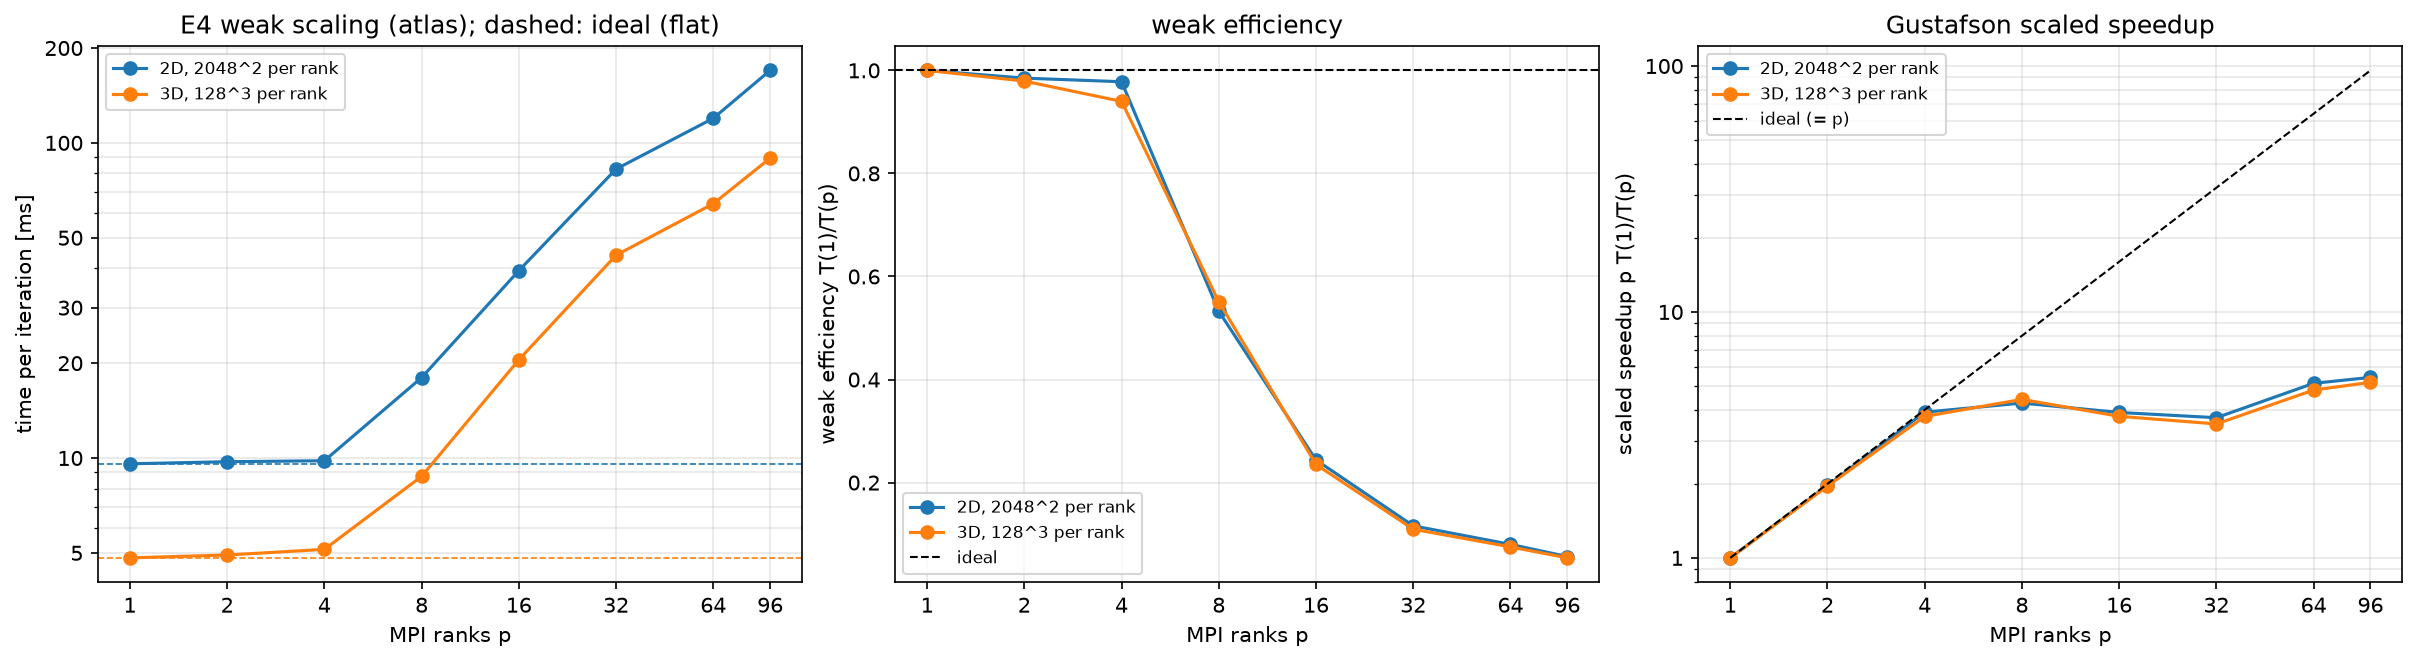 E4 weak scaling (atlas); dashed: ideal (flat)
time per iteration [ms]
200
100
50
30
20
10
5
2D, 2048^2 per rank
3D, 128^3 per rank
1 2 4 8 16 32 64 96
MPI ranks p
weak efficiency
weak efficiency T(1)/T(p)
1.0
0.8
0.6
0.4
0.2
2D, 2048^2 per rank
3D, 128^3 per rank
ideal
1 2 4 8 16 32 64 96
MPI ranks p
Gustafson scaled speedup
scaled speedup p T(1)/T(p)
100
10
1
2D, 2048^2 per rank
3D, 128^3 per rank
ideal (= p)
1 2 4 8 16 32 64 96
MPI ranks p